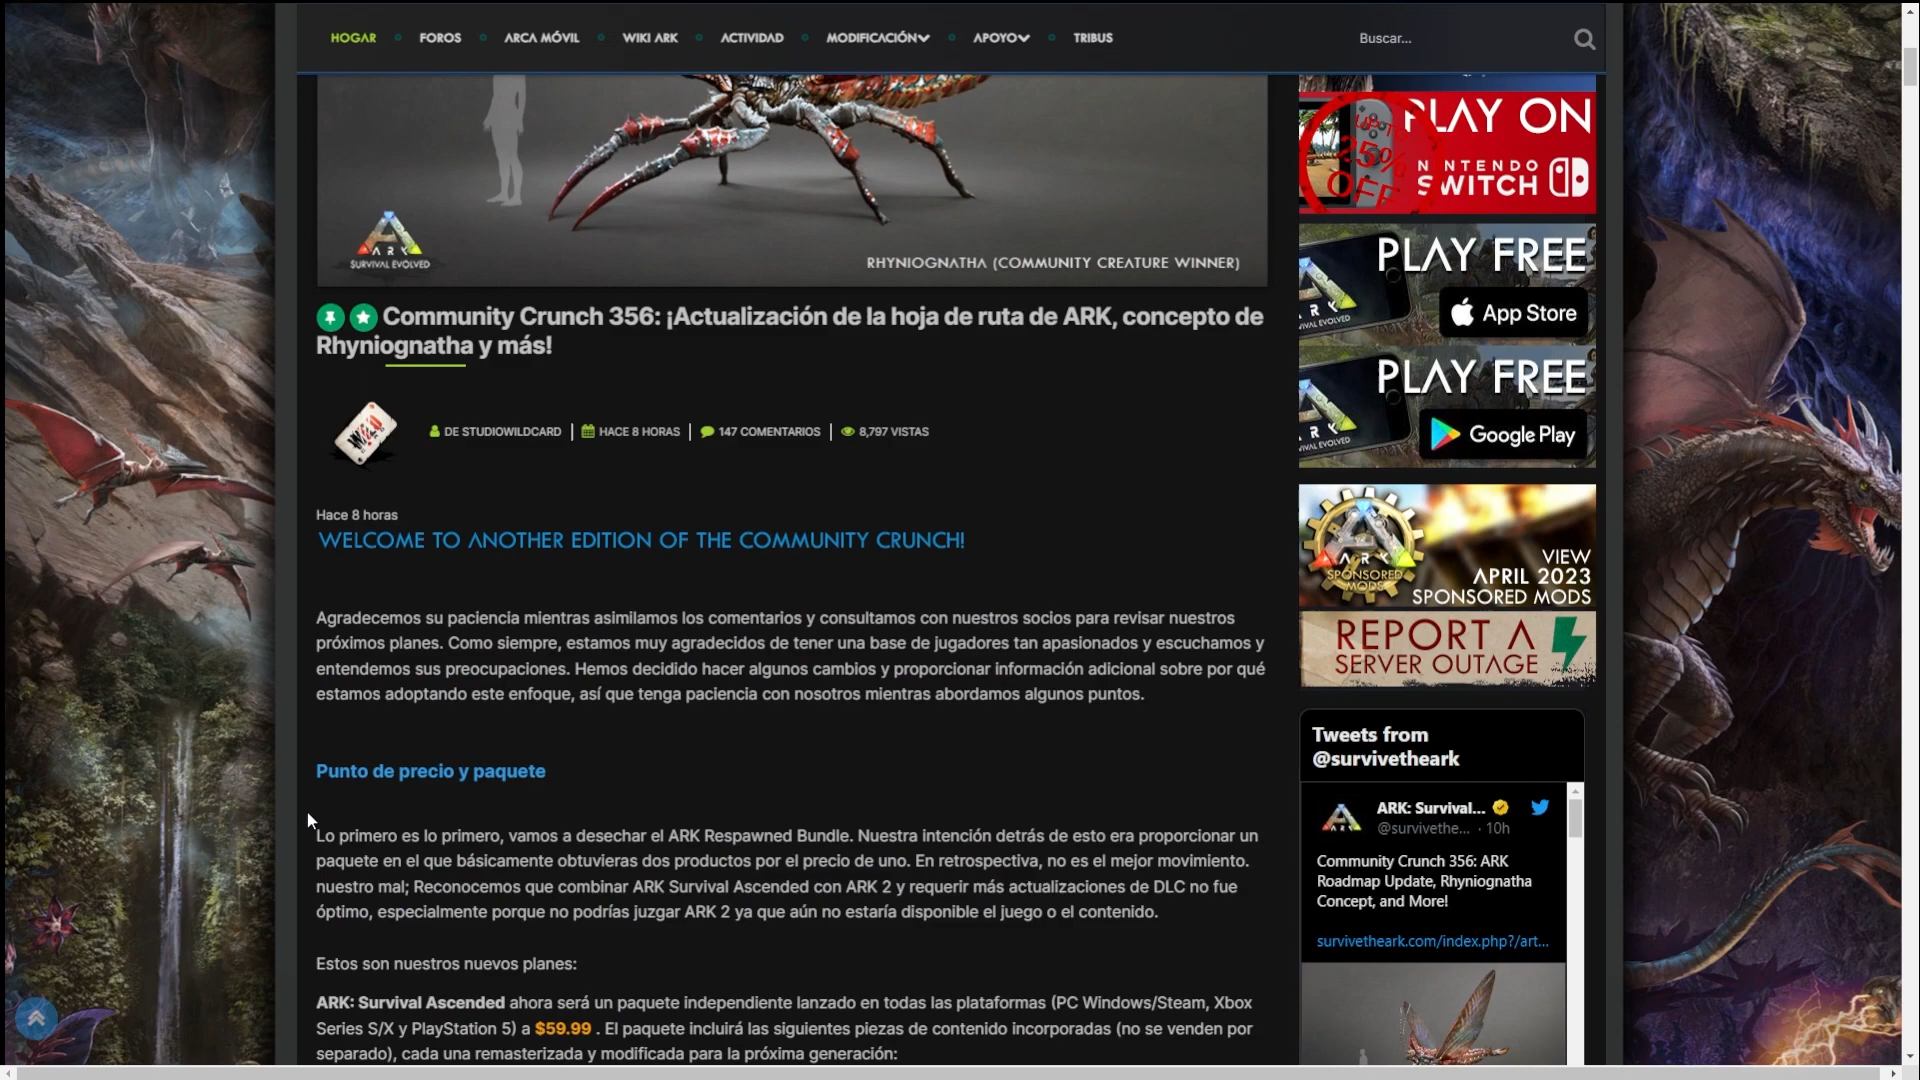 HOGAR
FOROS
ARCA MÓVIL
WIKI ARK
ACTIVIDAD
MODIFICACIÓN
APOYO
TRIBUS
Buscar...
ARK
SURVIVAL EVOLVED
RHYNIOGNATHA (COMMUNITY CREATURE WINNER)
Community Crunch 356: ¡Actualización de la hoja de ruta de ARK, concepto de
Rhyniognatha y más!
DE STUDIOWILDCARD
HACE 8 HORAS
147 COMENTARIOS
8,797 VISTAS
Hace 8 horas
WELCOME TO ANOTHER EDITION OF THE COMMUNITY CRUNCH!
Agradecemos su paciencia mientras asimilamos los comentarios y consultamos con nuestros socios para revisar nuestros
próximos planes. Como siempre, estamos muy agradecidos de tener una base de jugadores tan apasionados y escuchamos y
entendemos sus preocupaciones. Hemos decidido hacer algunos cambios y proporcionar información adicional sobre por qué
estamos adoptando este enfoque, así que tenga paciencia con nosotros mientras abordamos algunos puntos.
Punto de precio y paquete
Lo primero es lo primero, vamos a desechar el ARK Respawned Bundle. Nuestra intención detrás de esto era proporcionar un
paquete en el que básicamente obtuvieras dos productos por el precio de uno. En retrospectiva, no es el mejor movimiento.
nuestro mal; Reconocemos que combinar ARK Survival Ascended con ARK 2 y requerir más actualizaciones de DLC no fue
óptimo, especialmente porque no podrías juzgar ARK 2 ya que aún no estaría disponible el juego o el contenido.
Estos son nuestros nuevos planes:
ARK: Survival Ascended ahora será un paquete independiente lanzado en todas las plataformas (PC Windows/Steam, Xbox
Series S/X y PlayStation 5) a $59.99 . El paquete incluirá las siguientes piezas de contenido incorporadas (no se venden por
separado), cada una remasterizada y modificada para la próxima generación:
PLAY ON
NINTENDO
SWITCH
25%
OFF
PLAY FREE
App Store
PLAY FREE
Google Play
ARK
SPONSORED
MODS
VIEW
APRIL 2023
SPONSORED MODS
REPORT A
SERVER OUTAGE
Tweets from
@survivetheark
ARK: Survival...
@survivethe... · 10h
Community Crunch 356: ARK
Roadmap Update, Rhyniognatha
Concept, and More!
survivetheark.com/index.php?/art...